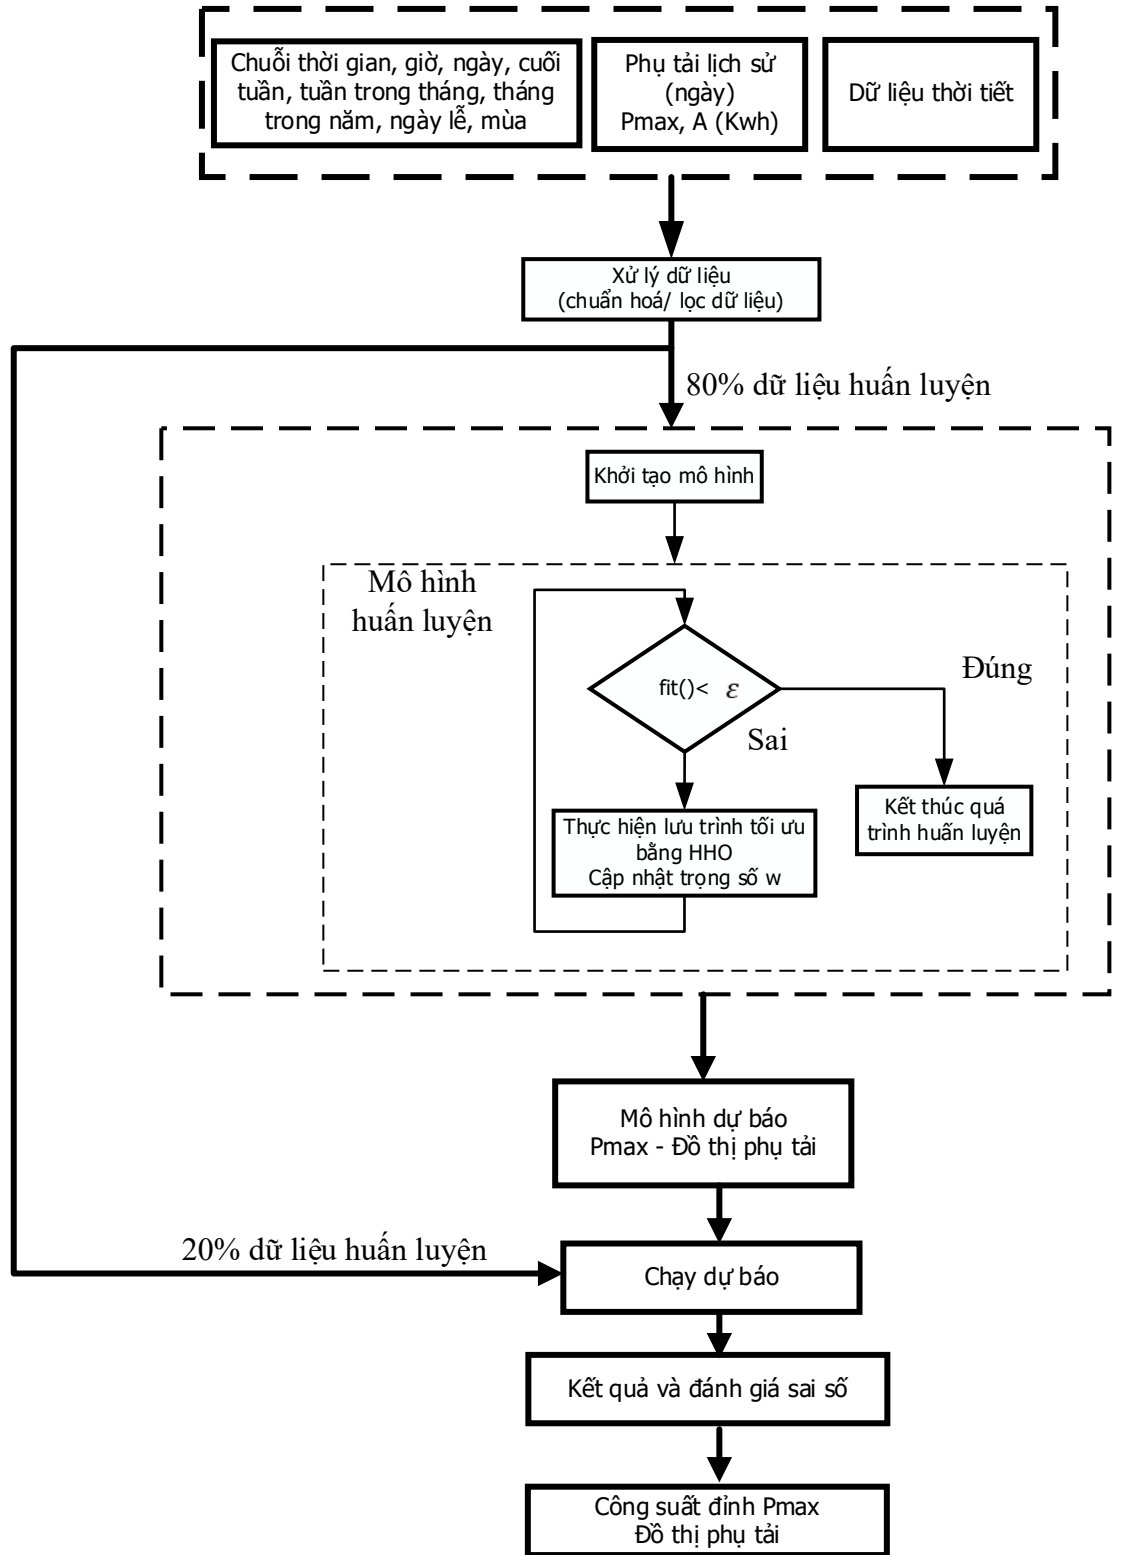 Chuỗi thời gian, giờ, ngày, cuối
tuần, tuần trong tháng, tháng
trong năm, ngày lễ, mùa
Phụ tải lịch sử
(ngày)
Pmax, A (Kwh)
Dữ liệu thời tiết
Xử lý dữ liệu
(chuẩn hoá/ lọc dữ liệu)
80% dữ liệu huấn luyện
Khởi tạo mô hình
Mô hình
huấn luyện
fit()< ε
Đúng
Sai
Thực hiện lưu trình tối ưu
bằng HHO
Cập nhật trọng số w
Kết thúc quá
trình huấn luyện
Mô hình dự báo
Pmax - Đồ thị phụ tải
20% dữ liệu huấn luyện
Chạy dự báo
Kết quả và đánh giá sai số
Công suất đỉnh Pmax
Đồ thị phụ tải